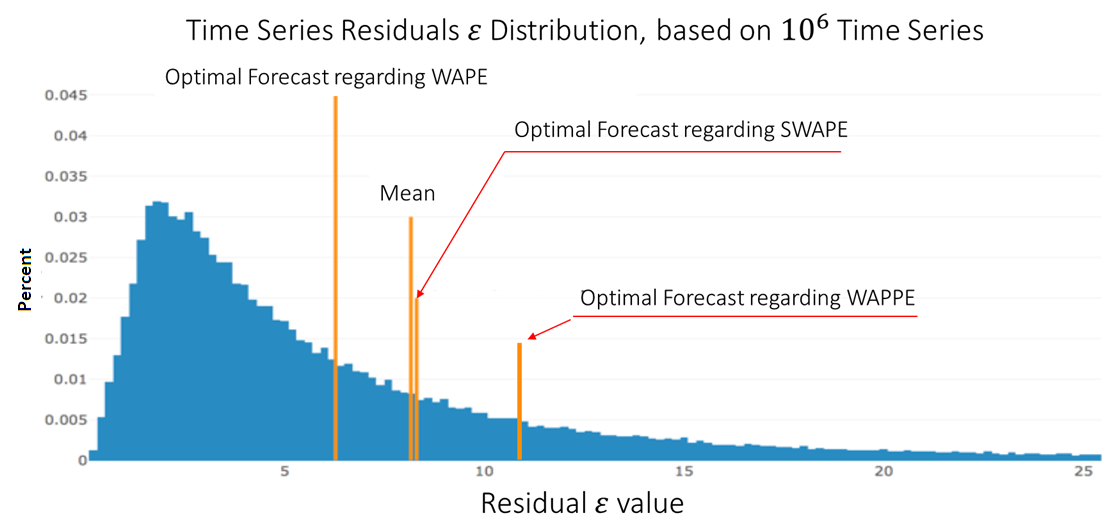 Time Series Residuals ε Distribution, based on 10⁶ Time Series
Optimal Forecast regarding WAPE
Optimal Forecast regarding SWAPE
Mean
Optimal Forecast regarding WAPPE
Percent
0.045
0.04
0.035
0.03
0.025
0.02
0.015
0.01
0.005
0
5
10
15
20
25
Residual ε value